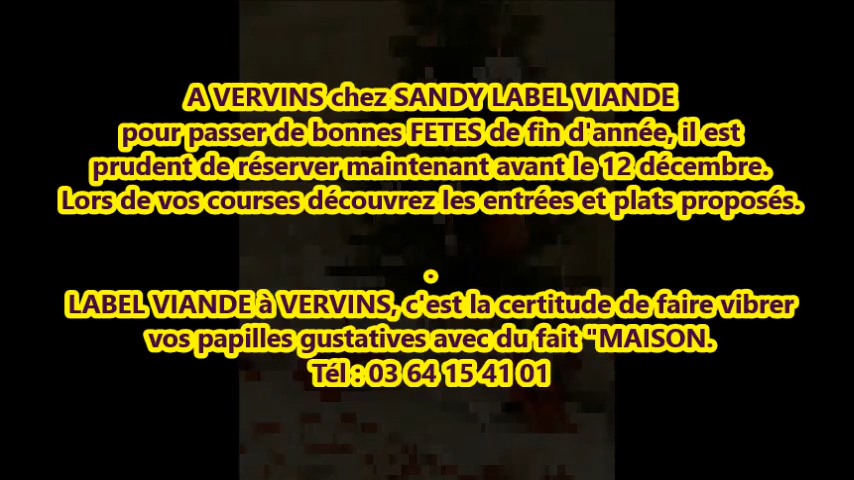 A VERVINS chez SANDY LABEL VIANDE
pour passer de bonnes FETES de fin d'année, il est
prudent de réserver maintenant avant le 12 décembre.
Lors de vos courses découvrez les entrées et plats proposés.
.
LABEL VIANDE à VERVINS, c'est la certitude de faire vibrer
vos papilles gustatives avec du fait "MAISON.
Tél : 03 64 15 41 01